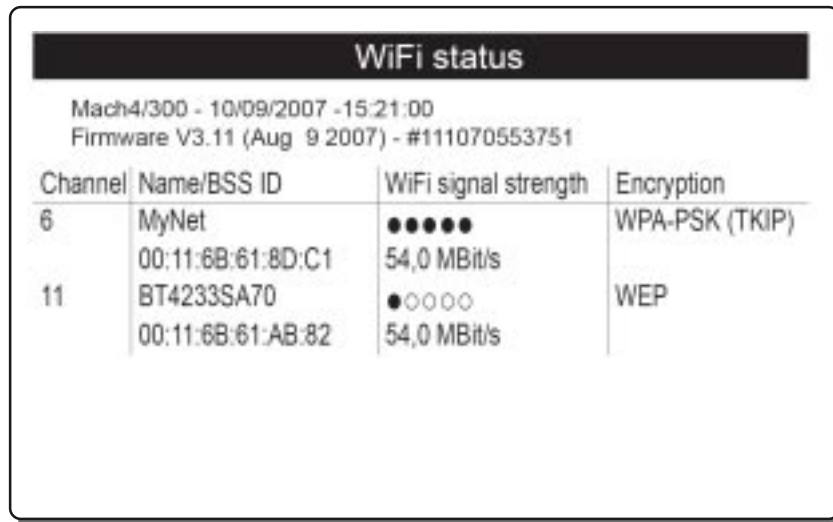 WiFi status
Mach4/300 - 10/09/2007 -15:21:00
Firmware V3.11 (Aug  9 2007) - #111070553751
Channel Name/BSS ID WiFi signal strength Encryption
6 MyNet ●●●●● WPA-PSK (TKIP)
00:11:6B:61:8D:C1 54,0 MBit/s
11 BT4233SA70 ●○○○○ WEP
00:11:6B:61:AB:82 54,0 MBit/s